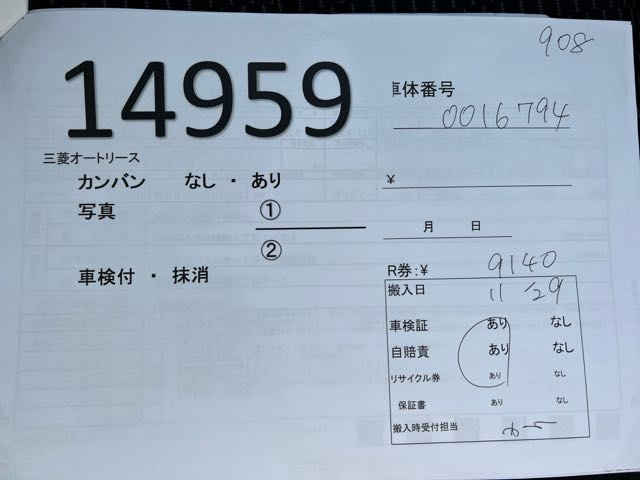 908
14959
車体番号
0016794
三菱オートリース
カンバン なし ・ あり
¥
写真 ①
②
月 日
車検付 ・ 抹消
R券:¥ 9140
搬入日 11 29
車検証 あり なし
自賠責 あり なし
リサイクル券 あり なし
保証書 あり なし
搬入時受付担当